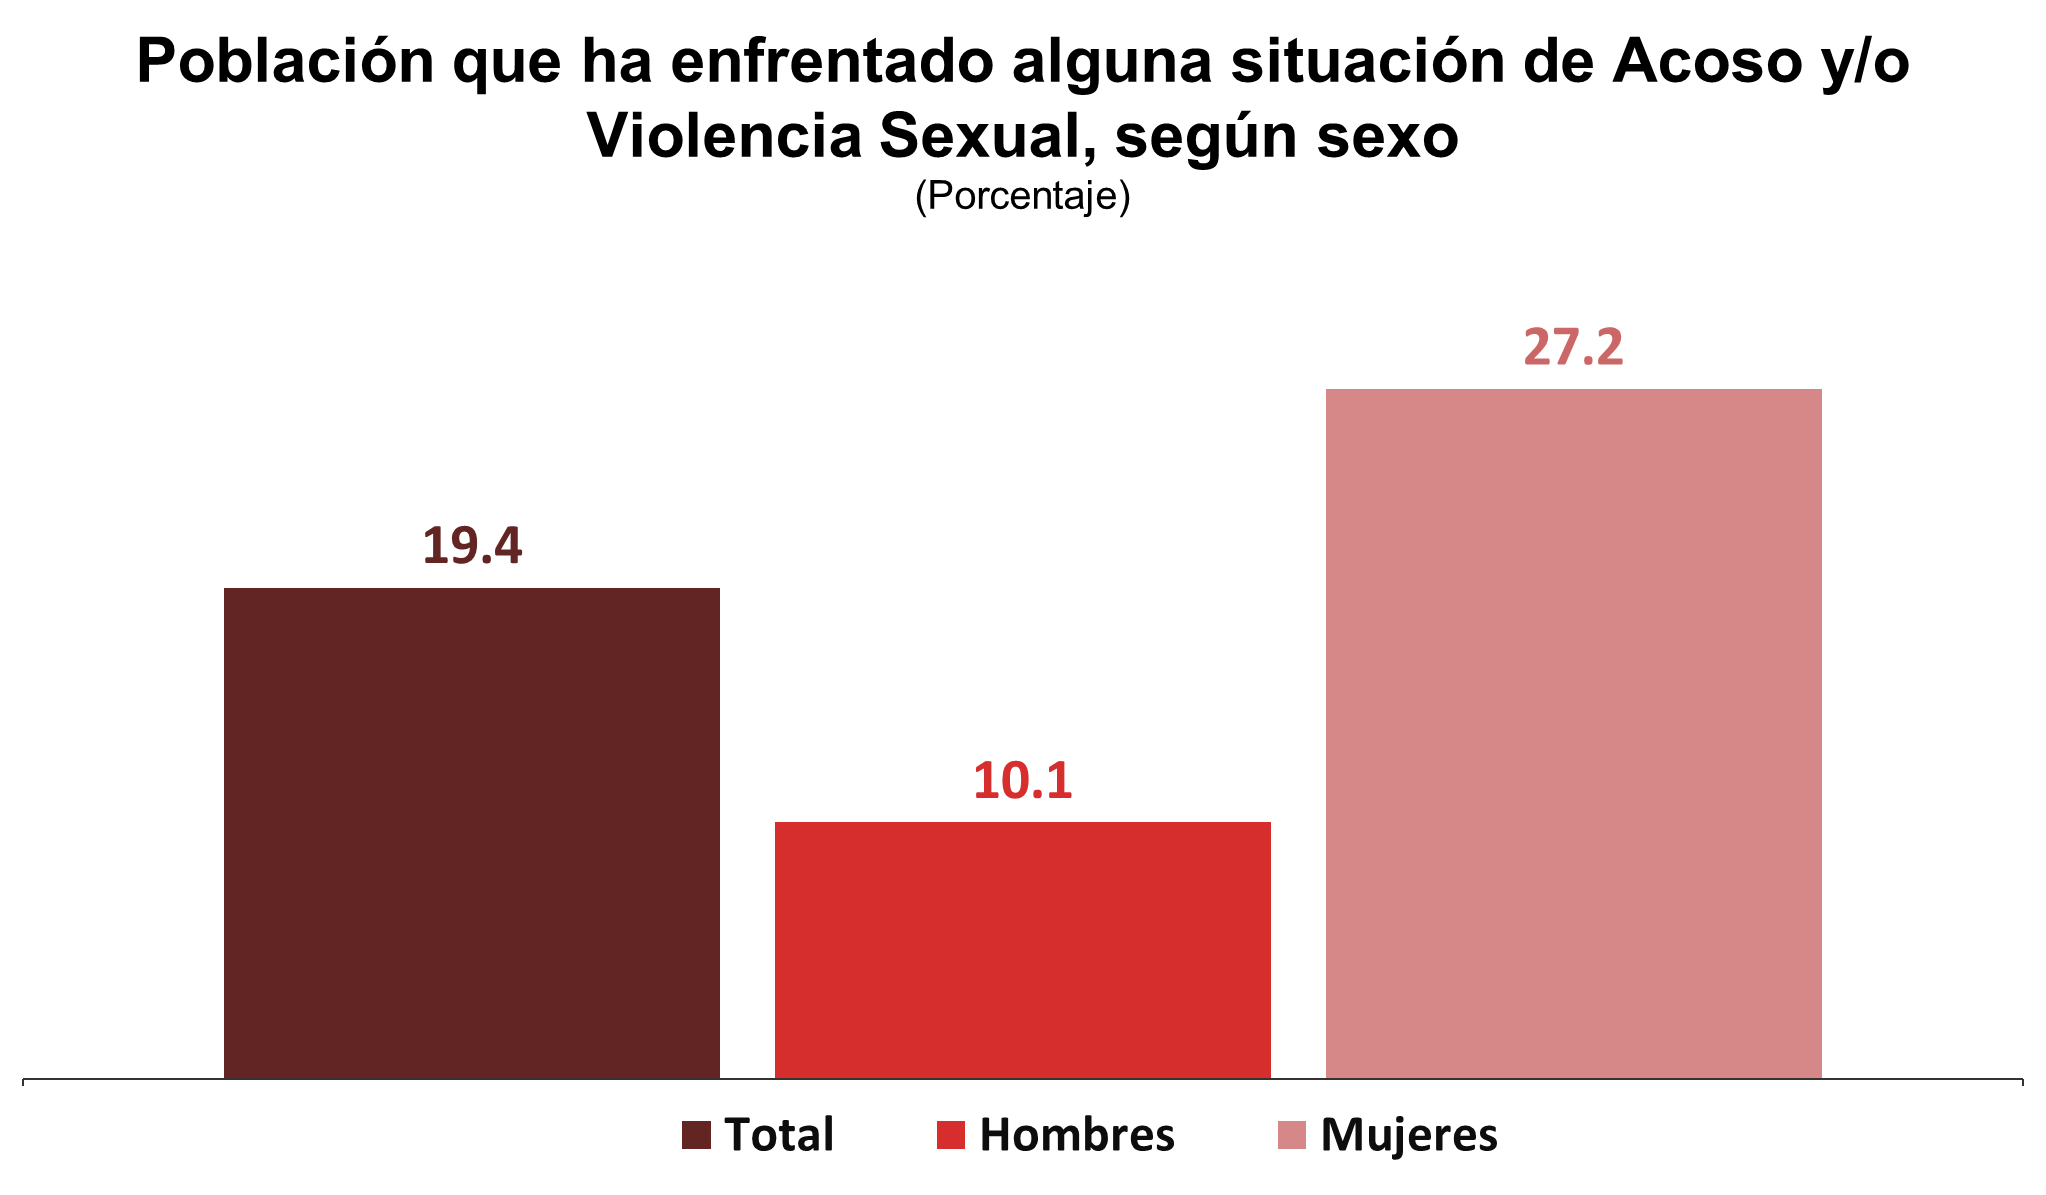 Población que ha enfrentado alguna situación de Acoso y/o
Violencia Sexual, según sexo
(Porcentaje)
27.2
19.4
10.1
Total Hombres Mujeres